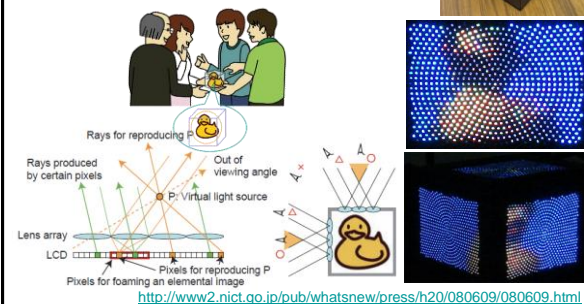 Rays for reproducing P
Rays produced
by certain pixels
Out of
viewing angle
P: Virtual light source
Lens array
LCD
Pixels for reproducing P
Pixels for foaming an elemental image
http://www2.nict.go.jp/pub/whatsnew/press/h20/080609/080609.html